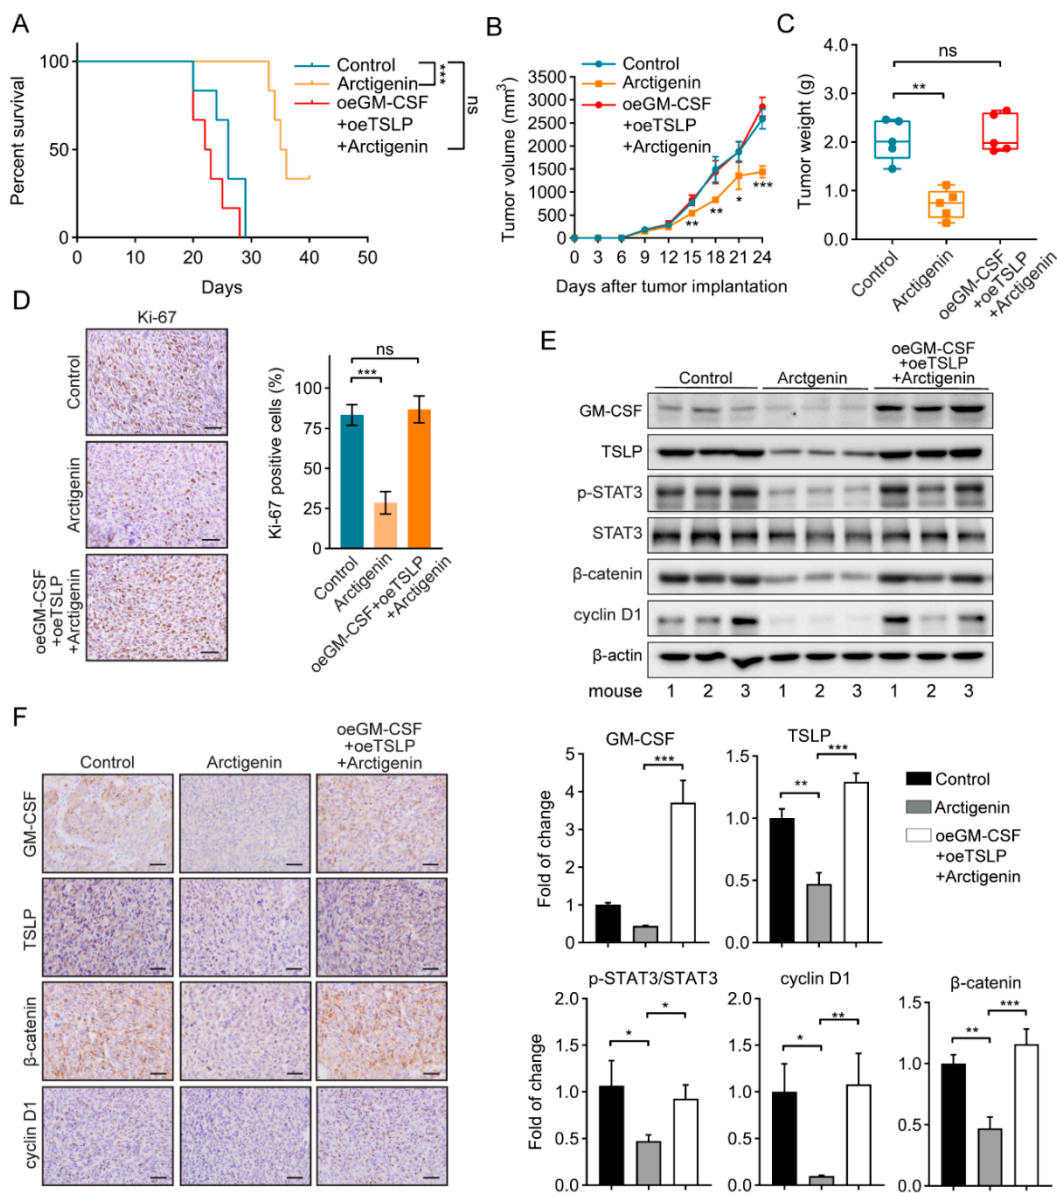 A
Percent survival
100
50
0
0 10 20 30 40 50
Days
Control
Arctigenin
oeGM-CSF
+oeTSLP
+Arctigenin
***
ns
B
Tumor volume (mm³)
3500
3000
2500
2000
1500
1000
500
0
Control
Arctigenin
oeGM-CSF
+oeTSLP
+Arctigenin
** ** * ***
0 3 6 9 12 15 18 21 24
Days after tumor implantation
C
Tumor weight (g)
4.0
3.0
2.0
1.0
0.0
ns
**
Control
Arctigenin
oeGM-CSF
+oeTSLP
+Arctigenin
D
Ki-67
Control
Arctigenin
oeGM-CSF
+oeTSLP
+Arctigenin
Ki-67 positive cells (%)
100
75
50
25
0
ns
***
Control
Arctigenin
oeGM-CSF+oeTSLP
+Arctigenin
E
Control Arctgenin oeGM-CSF
+oeTSLP
+Arctigenin
GM-CSF
TSLP
p-STAT3
STAT3
β-catenin
cyclin D1
β-actin
mouse 1 2 3 1 2 3 1 2 3
F
Control Arctigenin oeGM-CSF
+oeTSLP
+Arctigenin
GM-CSF
TSLP
β-catenin
cyclin D1
GM-CSF
Fold of change
5
4
3
2
1
0
***
TSLP
1.5
1.0
0.5
0.0
**
***
Control
Arctigenin
oeGM-CSF
+oeTSLP
+Arctigenin
p-STAT3/STAT3
Fold of change
2.0
1.5
1.0
0.5
0.0
*
*
cyclin D1
2.0
1.5
1.0
0.5
0.0
*
**
β-catenin
1.5
1.0
0.5
0.0
**
***